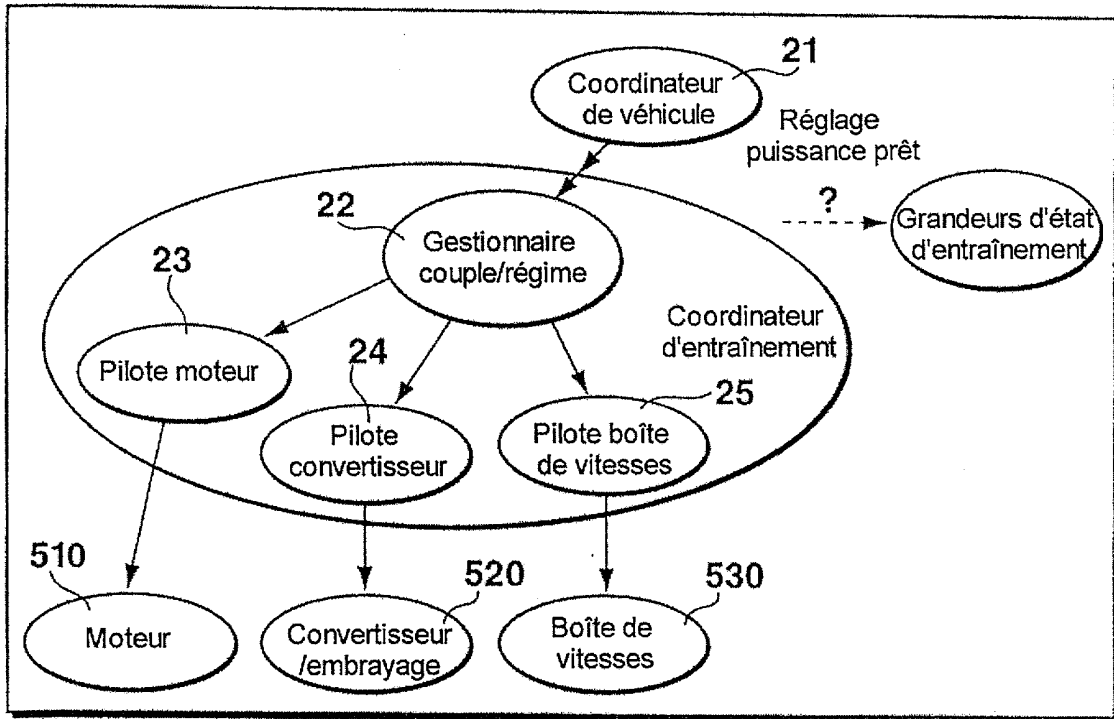 21
Coordinateur
de véhicule
Réglage
puissance prêt
22
?
Gestionnaire
couple/régime
Grandeurs d'état
d'entraînement
23
Pilote moteur
Coordinateur
d'entraînement
24
Pilote
convertisseur
25
Pilote boîte
de vitesses
510
Moteur
520
Convertisseur
/embrayage
530
Boîte de
vitesses